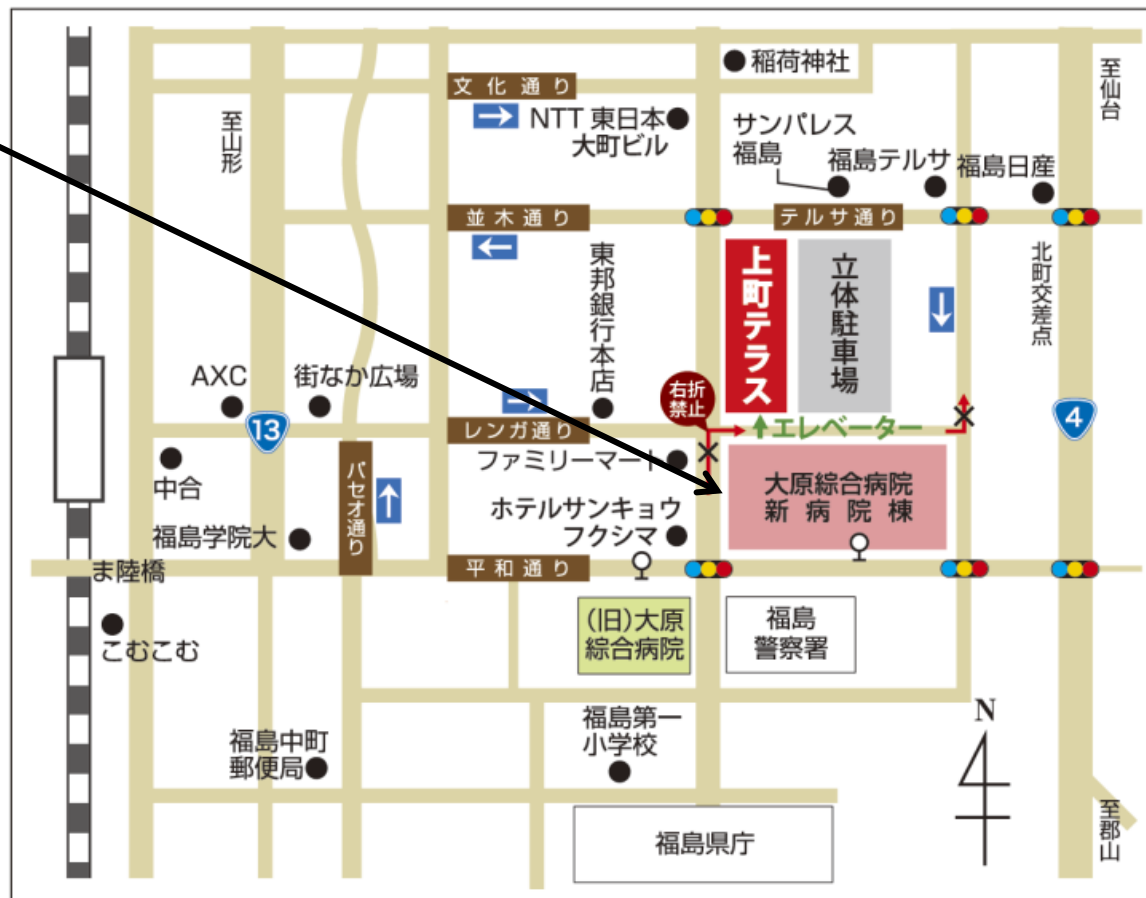 稲荷神社
至仙台
文化通り
至山形
NTT 東日本
大町ビル
サンパレス
福島
福島テルサ
福島日産
並木通り
テルサ通り
東邦銀行本店
上町テラス
立体駐車場
北町交差点
AXC
街なか広場
右折
禁止
13
レンガ通り
エレベーター
4
ファミリーマート
中合
パセオ通り
大原綜合病院
新病院棟
ホテルサンキョウ
フクシマ
福島学院大
平和通り
ま陸橋
(旧)大原
綜合病院
福島
警察署
こむこむ
福島第一
小学校
N
福島中町
郵便局
至郡山
福島県庁